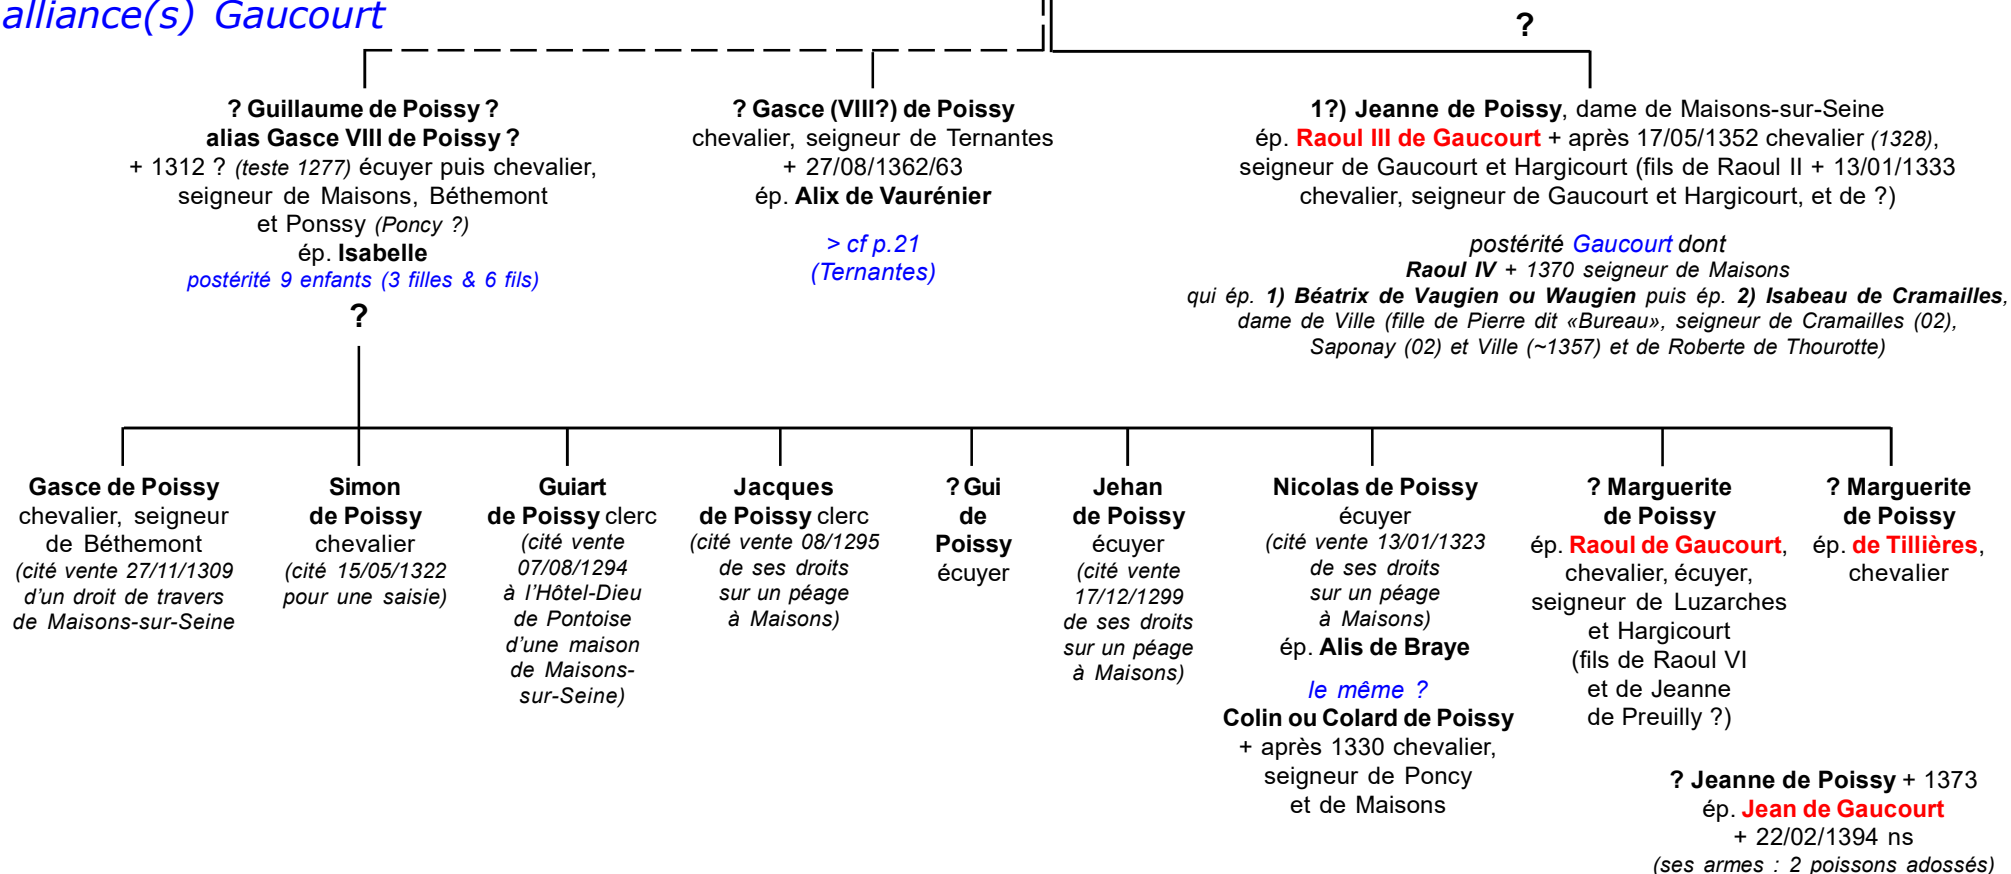 alliance(s) Gaucourt
?
? Guillaume de Poissy ?
alias Gasce VIII de Poissy ?
+ 1312 ? (teste 1277) écuyer puis chevalier,
seigneur de Maisons, Béthemont
et Ponssy (Poncy ?)
ép. Isabelle
postérité 9 enfants (3 filles & 6 fils)
?
? Gasce (VIII?) de Poissy
chevalier, seigneur de Ternantes
+ 27/08/1362/63
ép. Alix de Vaurénier
> cf p.21
(Ternantes)
1?) Jeanne de Poissy, dame de Maisons-sur-Seine
ép. Raoul III de Gaucourt + après 17/05/1352 chevalier (1328),
seigneur de Gaucourt et Hargicourt (fils de Raoul II + 13/01/1333
chevalier, seigneur de Gaucourt et Hargicourt, et de ?)
postérité Gaucourt dont
Raoul IV + 1370 seigneur de Maisons
qui ép. 1) Béatrix de Vaugien ou Waugien puis ép. 2) Isabeau de Cramailles,
dame de Ville (fille de Pierre dit «Bureau», seigneur de Cramailles (02),
Saponay (02) et Ville (~1357) et de Roberte de Thourotte)
Gasce de Poissy
chevalier, seigneur
de Béthemont
(cité vente 27/11/1309
d'un droit de travers
de Maisons-sur-Seine
Simon
de Poissy
chevalier
(cité 15/05/1322
pour une saisie)
Guiart
de Poissy clerc
(cité vente
07/08/1294
à l'Hôtel-Dieu
de Pontoise
d'une maison
de Maisons-
sur-Seine)
Jacques
de Poissy clerc
(cité vente 08/1295
de ses droits
sur un péage
à Maisons)
? Gui
de
Poissy
écuyer
Jehan
de Poissy
écuyer
(cité vente
17/12/1299
de ses droits
sur un péage
à Maisons)
Nicolas de Poissy
écuyer
(cité vente 13/01/1323
de ses droits
sur un péage
à Maisons)
ép. Alis de Braye
le même ?
Colin ou Colard de Poissy
+ après 1330 chevalier,
seigneur de Poncy
et de Maisons
? Marguerite
de Poissy
ép. Raoul de Gaucourt,
chevalier, écuyer,
seigneur de Luzarches
et Hargicourt
(fils de Raoul VI
et de Jeanne
de Preuilly ?)
? Marguerite
de Poissy
ép. de Tillières,
chevalier
? Jeanne de Poissy + 1373
ép. Jean de Gaucourt
+ 22/02/1394 ns
(ses armes : 2 poissons adossés)